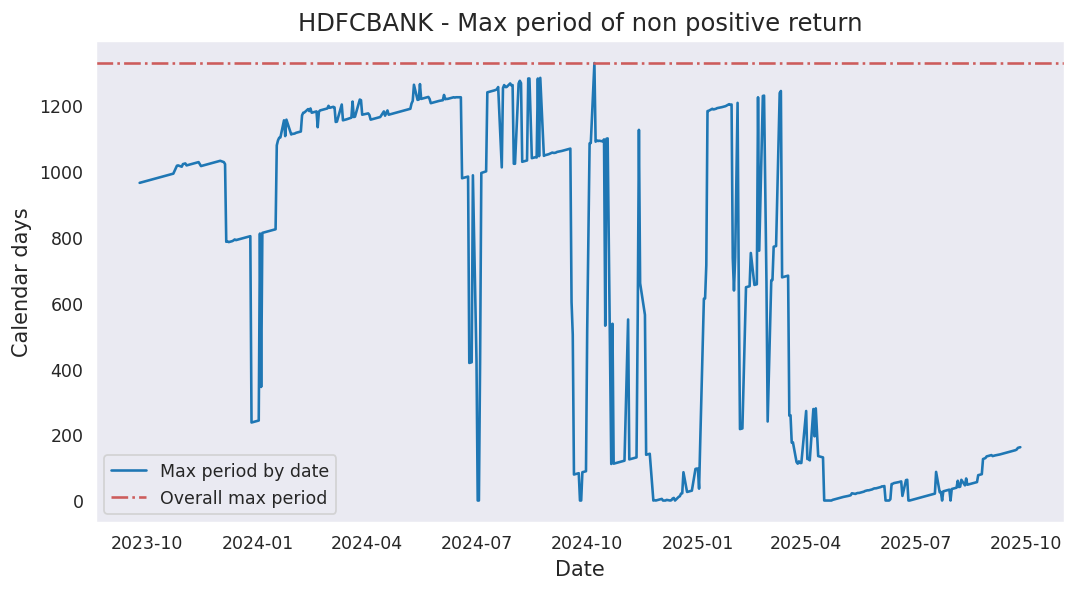 HDFCBANK - Max period of non positive return
Calendar days
1200
1000
800
600
400
200
0
Max period by date
Overall max period
2023-10 2024-01 2024-04 2024-07 2024-10 2025-01 2025-04 2025-07 2025-10
Date